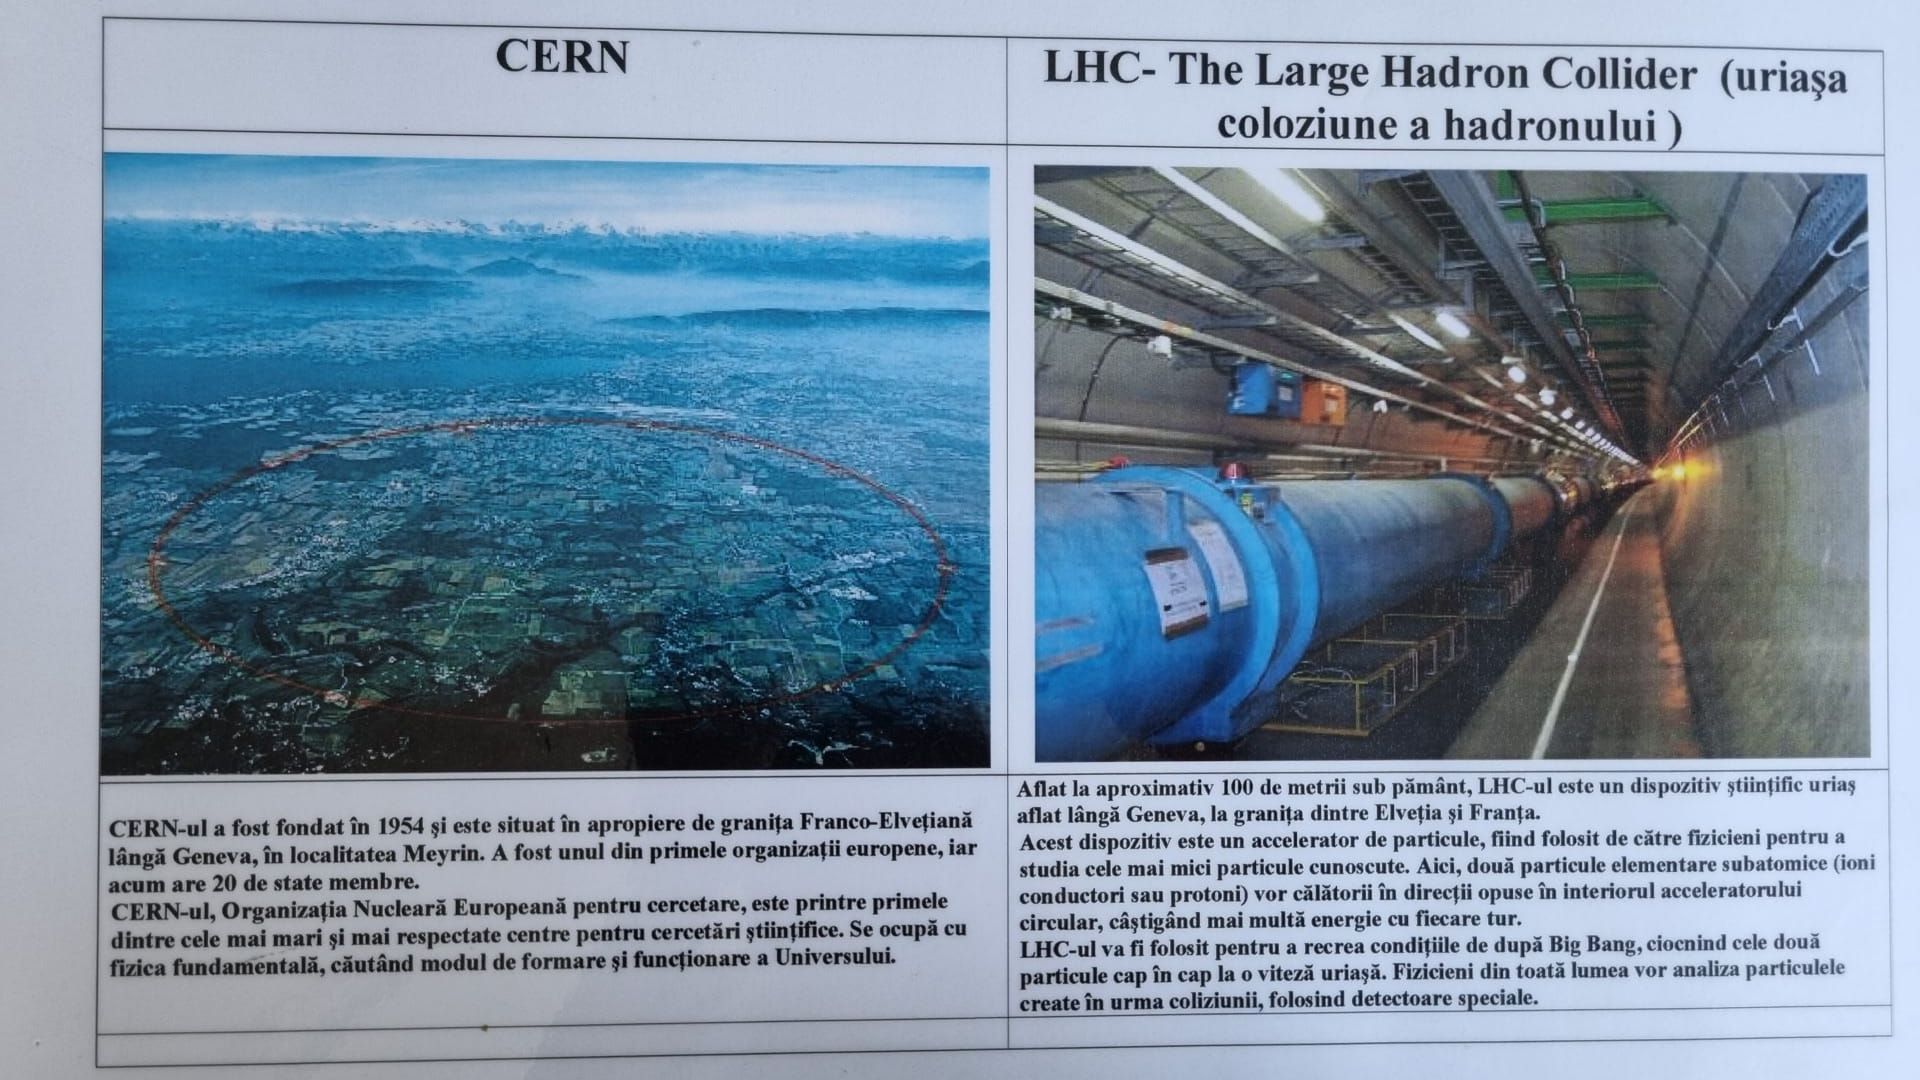 CERN
LHC- The Large Hadron Collider (uriaşa
coloziune a hadronului )
CERN-ul a fost fondat în 1954 şi este situat în apropiere de graniţa Franco-Elveţiană
lângă Geneva, în localitatea Meyrin. A fost unul din primele organizaţii europene, iar
acum are 20 de state membre.
CERN-ul, Organizaţia Nucleară Europeană pentru cercetare, este printre primele
dintre cele mai mari şi mai respectate centre pentru cercetări ştiinţifice. Se ocupă cu
fizica fundamentală, căutând modul de formare şi funcţionare a Universului.
Aflat la aproximativ 100 de metrii sub pământ, LHC-ul este un dispozitiv ştiinţific uriaş
aflat lângă Geneva, la graniţa dintre Elveţia şi Franţa.
Acest dispozitiv este un accelerator de particule, fiind folosit de către fizicieni pentru a
studia cele mai mici particule cunoscute. Aici, două particule elementare subatomice (ioni
conductori sau protoni) vor călătorii în direcţii opuse în interiorul acceleratorului
circular, câştigând mai multă energie cu fiecare tur.
LHC-ul va fi folosit pentru a recrea condiţiile de după Big Bang, ciocnind cele două
particule cap în cap la o viteză uriaşă. Fizicieni din toată lumea vor analiza particulele
create în urma coliziunii, folosind detectoare speciale.